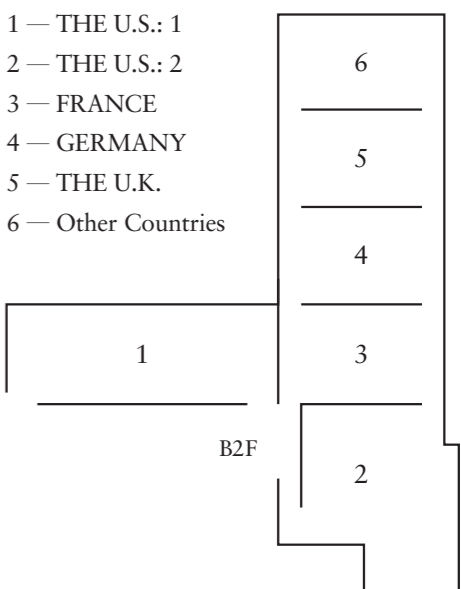 1 — THE U.S.: 1
2 — THE U.S.: 2
3 — FRANCE
4 — GERMANY
5 — THE U.K.
6 — Other Countries
6
5
4
1
3
B2F
2